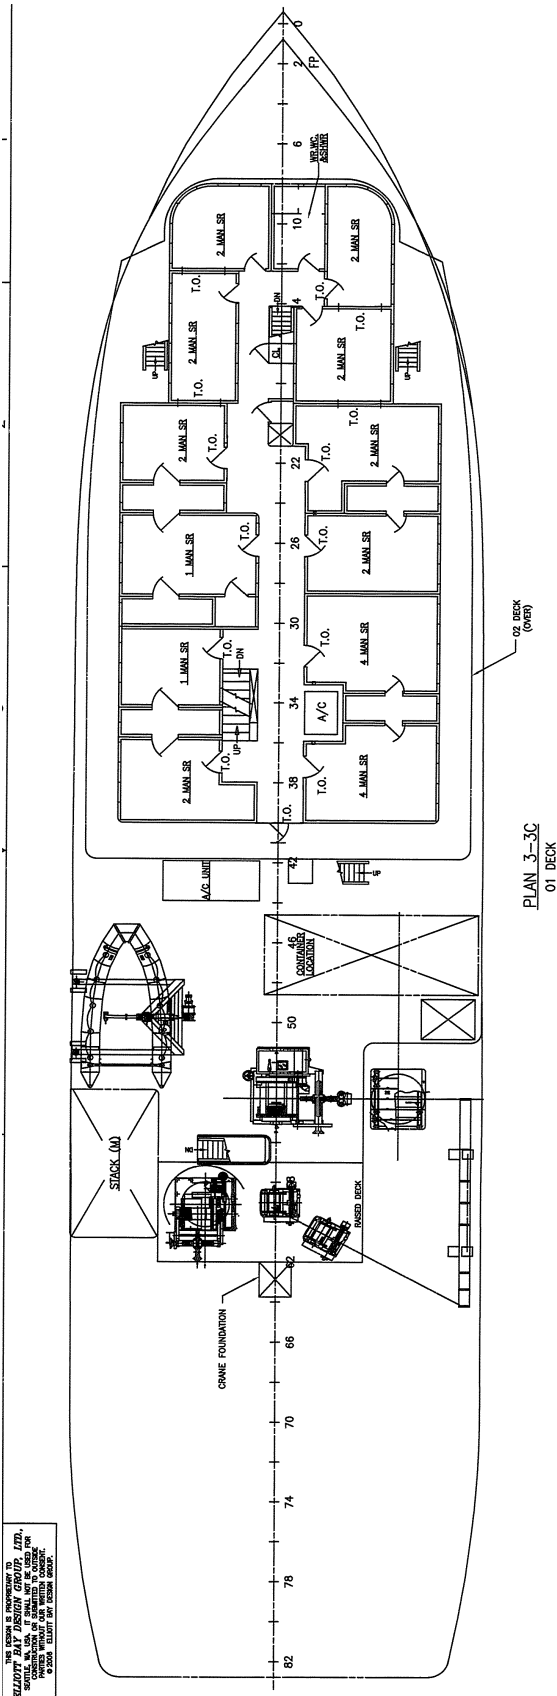 0
2
FP
6
WR,WC,
&SHWR
10
2 MAN SR
2 MAN SR
T.O.
T.O.
4
DN
2 MAN SR
T.O.
CL
T.O.
2 MAN SR
UP
UP
T.O.
2 MAN SR
T.O.
22
T.O.
2 MAN SR
1 MAN SR
T.O.
26
T.O.
2 MAN SR
30
1 MAN SR
T.O.
DN
T.O.
4 MAN SR
UP
34
A/C
2 MAN SR
T.O.
38
T.O.
4 MAN SR
T.O.
O2 DECK
(OVER)
A/C UNIT
42
UP
PLAN 3-3C
O1 DECK
46
CONTAINER
LOCATION
50
STACK (M)
DN
RAISED DECK
62
CRANE FOUNDATION
66
70
74
78
82
THIS DESIGN IS PROPRIETARY TO
ELLIOTT BAY DESIGN GROUP, LTD.,
SEATTLE, WA, USA. IT SHALL NOT BE USED FOR
CONSTRUCTION OR SUBMITTED TO OUTSIDE
PARTIES WITHOUT OUR WRITTEN CONSENT.
© 2006 ELLIOTT BAY DESIGN GROUP.